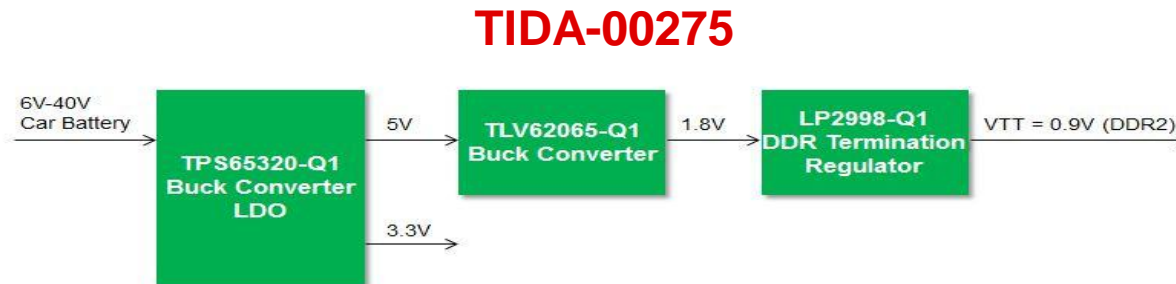 TIDA-00275
6V-40V
Car Battery
TPS65320-Q1
Buck Converter
LDO
5V
3.3V
TLV62065-Q1
Buck Converter
1.8V
LP2998-Q1
DDR Termination
Regulator
VTT = 0.9V (DDR2)